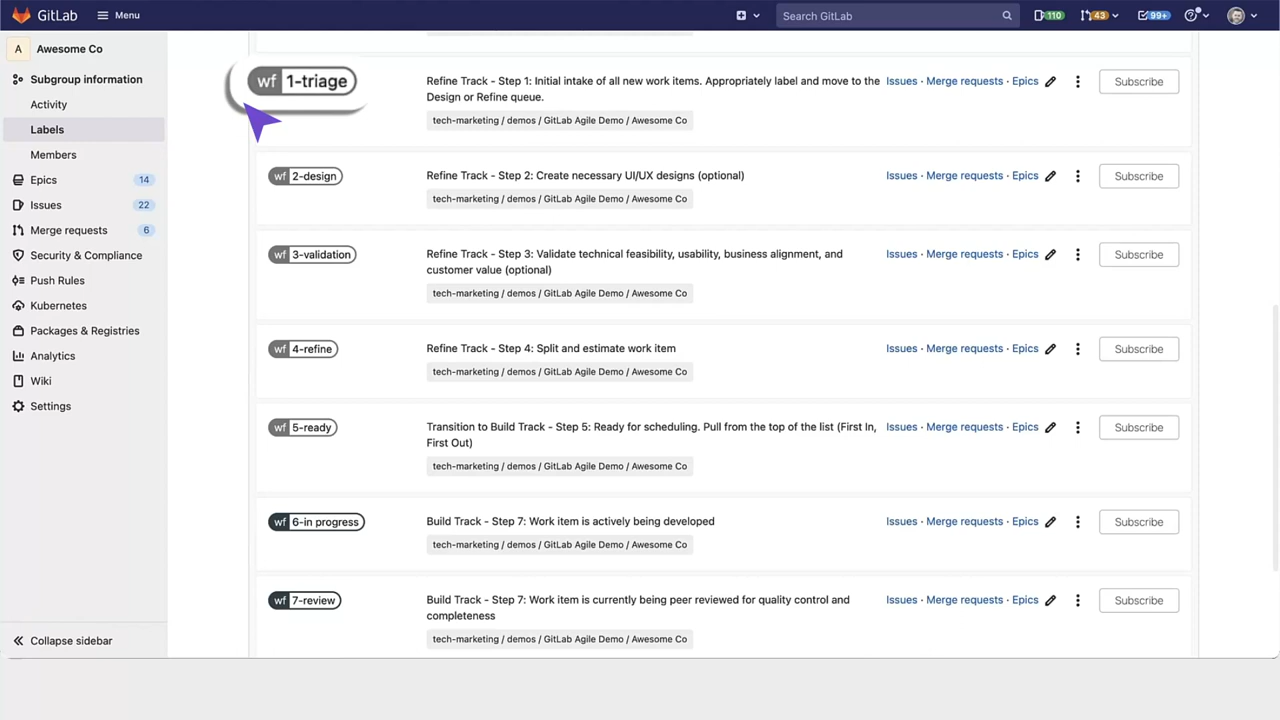 GitLab
Menu
Search GitLab
110
43
99+
A
Awesome Co
Subgroup information
Activity
Labels
Members
Epics
14
Issues
22
Merge requests
6
Security & Compliance
Push Rules
Kubernetes
Packages & Registries
Analytics
Wiki
Settings
Collapse sidebar
wf 1-triage
Refine Track - Step 1: Initial intake of all new work items. Appropriately label and move to the
Design or Refine queue.
tech-marketing / demos / GitLab Agile Demo / Awesome Co
Issues · Merge requests · Epics
Subscribe
wf 2-design
Refine Track - Step 2: Create necessary UI/UX designs (optional)
tech-marketing / demos / GitLab Agile Demo / Awesome Co
Issues · Merge requests · Epics
Subscribe
wf 3-validation
Refine Track - Step 3: Validate technical feasibility, usability, business alignment, and
customer value (optional)
tech-marketing / demos / GitLab Agile Demo / Awesome Co
Issues · Merge requests · Epics
Subscribe
wf 4-refine
Refine Track - Step 4: Split and estimate work item
tech-marketing / demos / GitLab Agile Demo / Awesome Co
Issues · Merge requests · Epics
Subscribe
wf 5-ready
Transition to Build Track - Step 5: Ready for scheduling. Pull from the top of the list (First In,
First Out)
tech-marketing / demos / GitLab Agile Demo / Awesome Co
Issues · Merge requests · Epics
Subscribe
wf 6-in progress
Build Track - Step 7: Work item is actively being developed
tech-marketing / demos / GitLab Agile Demo / Awesome Co
Issues · Merge requests · Epics
Subscribe
wf 7-review
Build Track - Step 7: Work item is currently being peer reviewed for quality control and
completeness
tech-marketing / demos / GitLab Agile Demo / Awesome Co
Issues · Merge requests · Epics
Subscribe